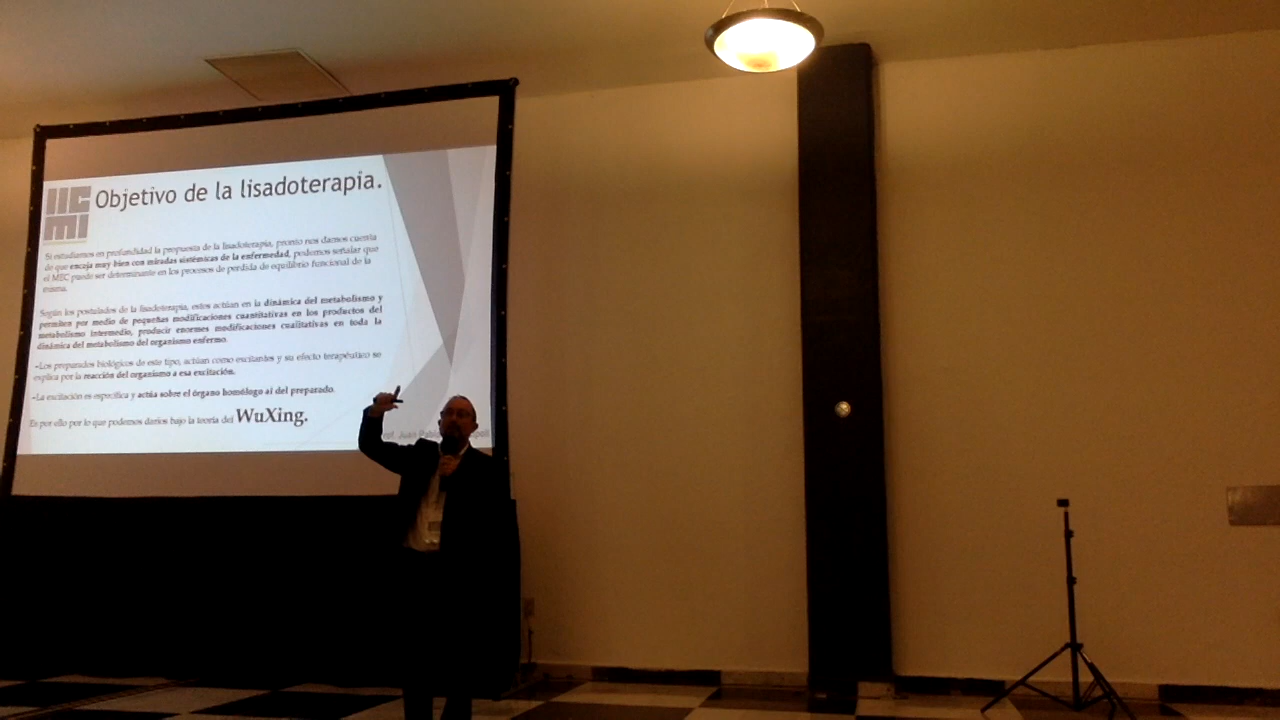 IICMI
Objetivo de la lisadoterapia.
Si estudiamos en profundidad la propuesta de la lisadoterapia, pronto nos damos cuenta
de que encaja muy bien con miradas sistémicas de la enfermedad, podemos señalar que
el MEC puede ser determinante en los procesos de perdida de equilibrio funcional de la
misma.
Según los postulados de la lisadoterapia, estos actúan en la dinámica del metabolismo y
permiten por medio de pequeñas modificaciones cuantitativas en los productos del
metabolismo intermedio, producir enormes modificaciones cualitativas en toda la
dinámica del metabolismo del organismo enfermo.
-Los preparados biológicos de este tipo, actúan como excitantes y su efecto terapéutico se
explica por la reacción del organismo a esa excitación.
-La excitación es específica y actúa sobre el órgano homólogo al del preparado.
Es por ello por lo que podemos darlos bajo la teoría del WuXing.
Prof. Juan Pablo